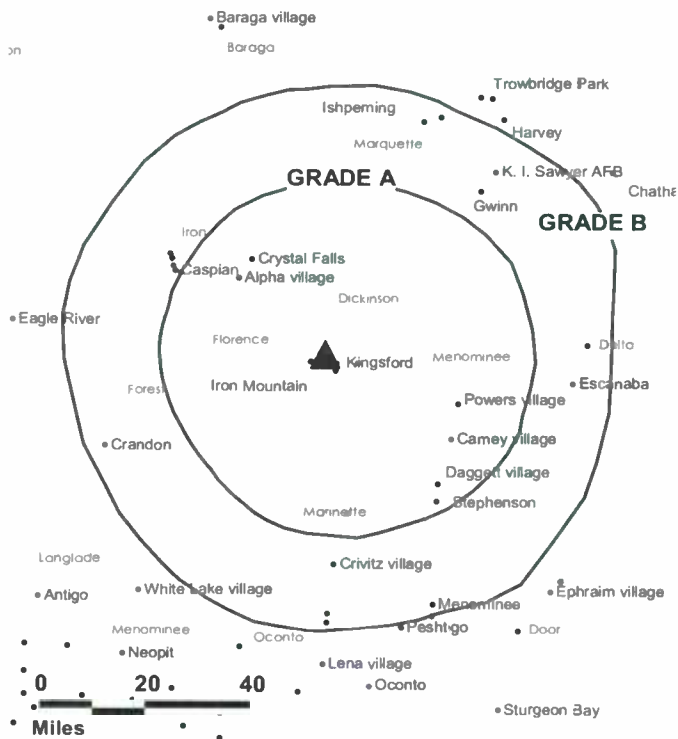 Baraga village
Baraga
on
Trowbridge Park
Ishpeming
Harvey
Marquette
K. I. Sawyer AFB
GRADE A
Chatha
Gwinn
GRADE B
Iron
Crystal Falls
Caspian
Alpha village
Dickinson
Eagle River
Florence
Delta
Kingsford
Menominee
Iron Mountain
Escanaba
Forest
Powers village
Carney village
Crandon
Daggett village
Stephenson
Marinette
Langlade
Crivitz village
White Lake village
Ephraim village
Antigo
Menominee
Menominee
Peshtigo
Door
Oconto
Neopit
Lena village
0 20 40
Oconto
Sturgeon Bay
Miles